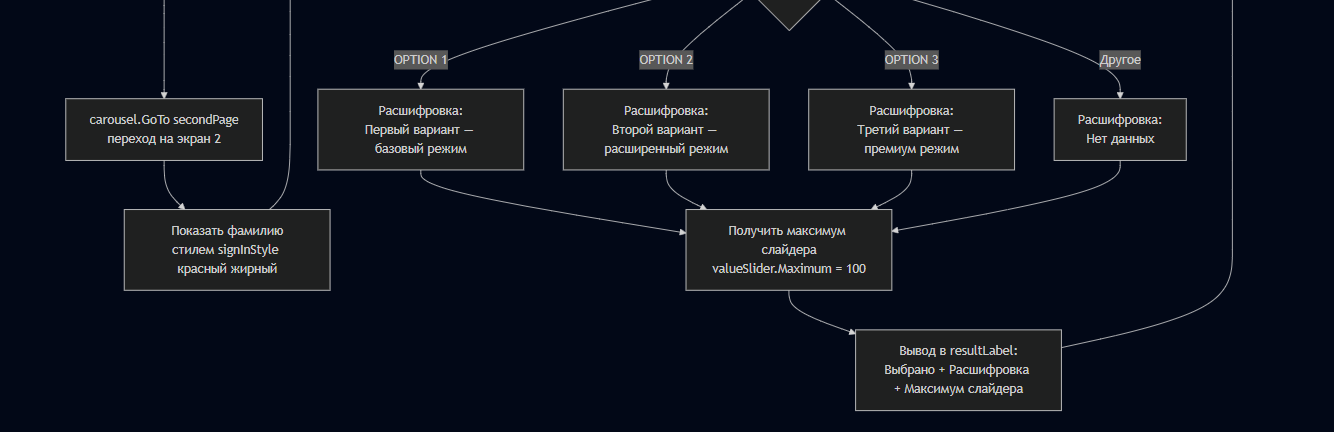 OPTION 1
OPTION 2
OPTION 3
Другое
carousel.GoTo secondPage
переход на экран 2
Расшифровка:
Первый вариант —
базовый режим
Расшифровка:
Второй вариант —
расширенный режим
Расшифровка:
Третий вариант —
премиум режим
Расшифровка:
Нет данных
Показать фамилию
стилем signInStyle
красный жирный
Получить максимум
слайдера
valueSlider.Maximum = 100
Вывод в resultLabel:
Выбрано + Расшифровка
+ Максимум слайдера